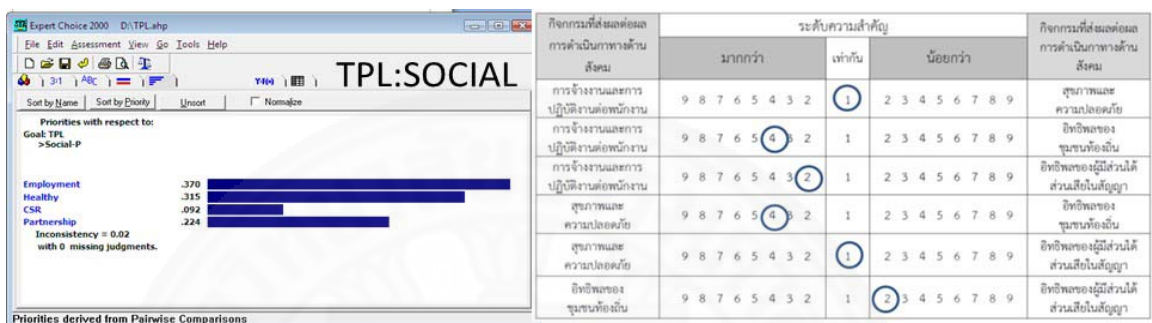 Expert Choice 2000 D:\TPL.ahp
File Edit Assessment View Go Tools Help
3:1 ABC
TPL:SOCIAL
Sort by Name Sort by Priority Unsort Normalize
Priorities with respect to:
Goal: TPL
>Social-P
Employment .370
Healthy .315
CSR .092
Partnership .224
Inconsistency = 0.02
with 0 missing judgments.
Priorities derived from Pairwise Comparisons
กิจกรรมที่ส่งผลต่อผล
การดำเนินการทางด้าน
สังคม
ระดับความสำคัญ
มากกว่า เท่ากัน น้อยกว่า
กิจกรรมที่ส่งผลต่อผล
การดำเนินการทางด้าน
สังคม
การจ้างงานและการ
ปฏิบัติงานต่อพนักงาน
9 8 7 6 5 4 3 2 1 2 3 4 5 6 7 8 9
สุขภาพและ
ความปลอดภัย
การจ้างงานและการ
ปฏิบัติงานต่อพนักงาน
9 8 7 6 5 4 3 2 1 2 3 4 5 6 7 8 9
อิทธิพลของ
ชุมชนท้องถิ่น
การจ้างงานและการ
ปฏิบัติงานต่อพนักงาน
9 8 7 6 5 4 3 2 1 2 3 4 5 6 7 8 9
อิทธิพลของผู้มีส่วนได้
ส่วนเสียในสัญญา
สุขภาพและ
ความปลอดภัย
9 8 7 6 5 4 3 2 1 2 3 4 5 6 7 8 9
อิทธิพลของ
ชุมชนท้องถิ่น
สุขภาพและ
ความปลอดภัย
9 8 7 6 5 4 3 2 1 2 3 4 5 6 7 8 9
อิทธิพลของผู้มีส่วนได้
ส่วนเสียในสัญญา
อิทธิพลของ
ชุมชนท้องถิ่น
9 8 7 6 5 4 3 2 1 2 3 4 5 6 7 8 9
อิทธิพลของผู้มีส่วนได้
ส่วนเสียในสัญญา